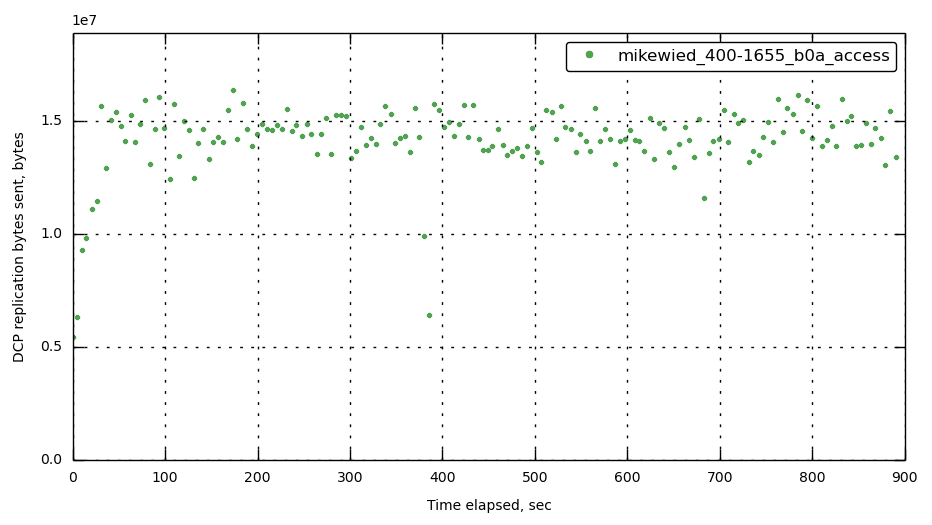 1e7
mikewied_400-1655_b0a_access
1.5
1.0
0.5
0.0
DCP replication bytes sent, bytes
0 100 200 300 400 500 600 700 800 900
Time elapsed, sec